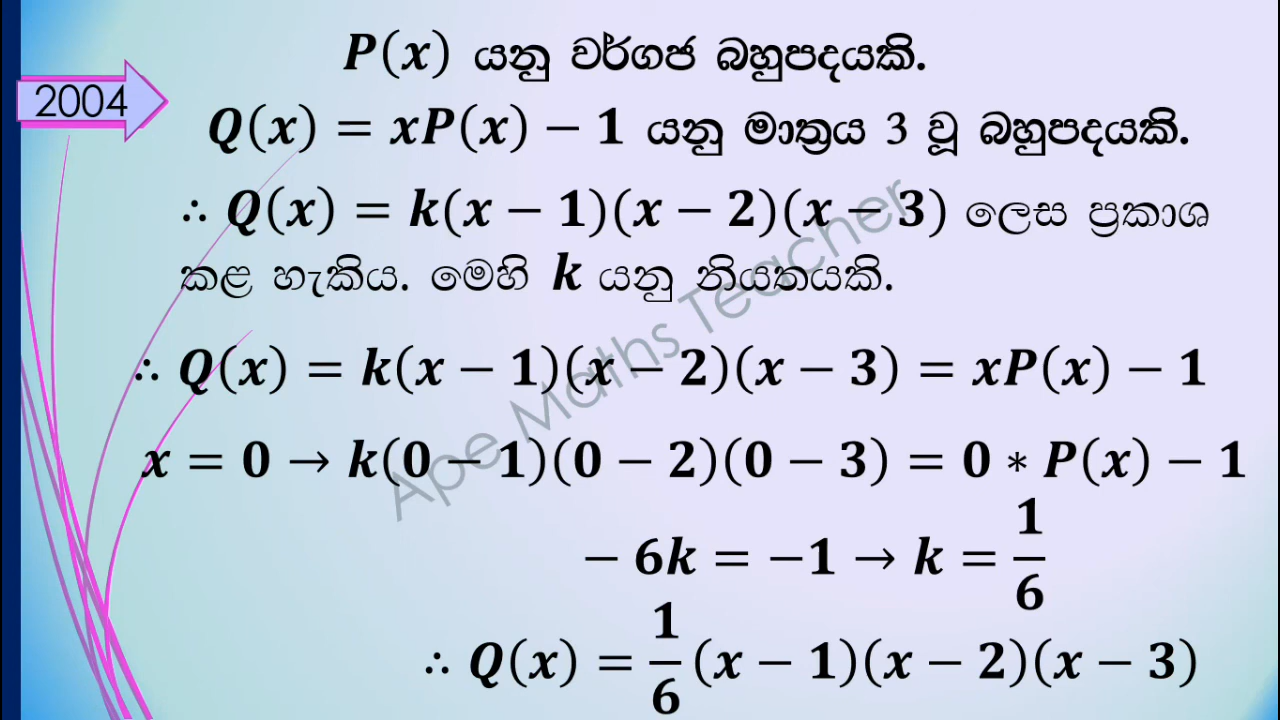 P(x) යනු වර්ගජ බහුපදයකි.
2004
Q(x) = xP(x) − 1 යනු මාත්‍රය 3 වූ බහුපදයකි.
∴ Q(x) = k(x − 1)(x − 2)(x − 3) ලෙස ප්‍රකාශ
කළ හැකිය. මෙහි k යනු නියතයකි.
∴ Q(x) = k(x − 1)(x − 2)(x − 3) = xP(x) − 1
x = 0 → k(0 − 1)(0 − 2)(0 − 3) = 0 ∗ P(x) − 1
− 6k = −1 → k = 1/6
∴ Q(x) = 1/6 (x − 1)(x − 2)(x − 3)
Ape Maths Teacher